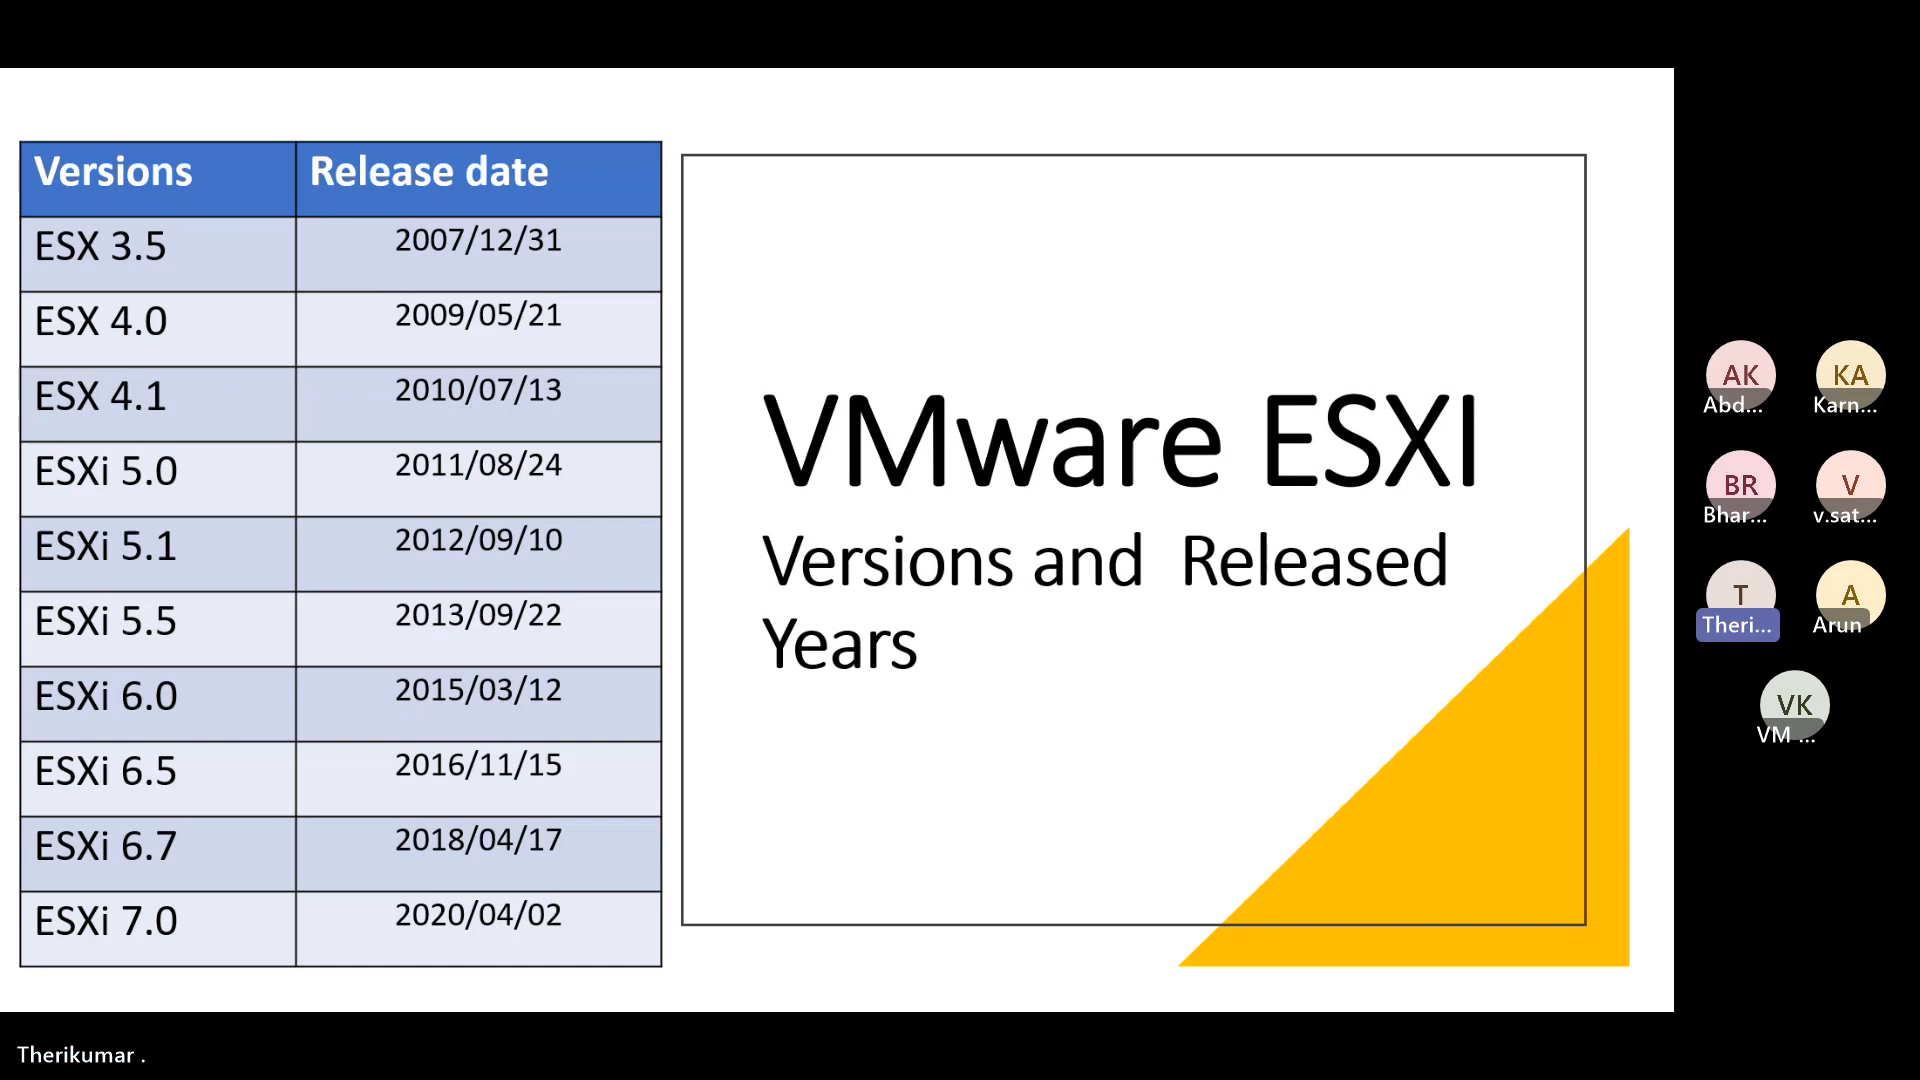 Versions Release date
ESX 3.5 2007/12/31
ESX 4.0 2009/05/21
ESX 4.1 2010/07/13
ESXi 5.0 2011/08/24
ESXi 5.1 2012/09/10
ESXi 5.5 2013/09/22
ESXi 6.0 2015/03/12
ESXi 6.5 2016/11/15
ESXi 6.7 2018/04/17
ESXi 7.0 2020/04/02
VMware ESXI
Versions and  Released
Years
AK KA
Abd... Karn...
BR V
Bhar... v.sat...
T A
Theri... Arun
VK
VM ...
Therikumar .